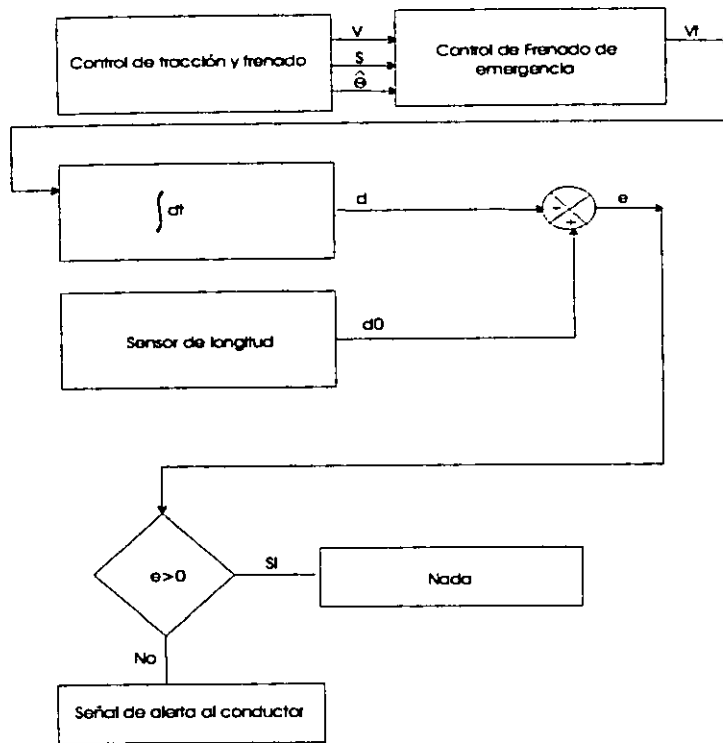 Control de tracción y frenado
V
S
Θ̂
Control de Frenado de
emergencia
Vf
∫ dt
d
- +
e
Sensor de longitud
d0
e>0
SI
Nada
No
Señal de alerta al conductor